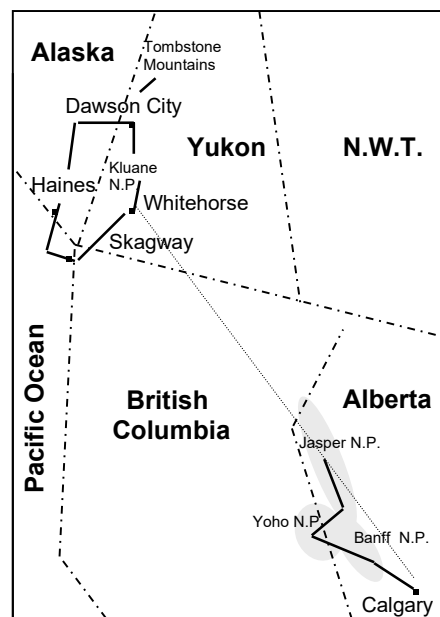 Alaska
Tombstone
Mountains
Dawson City
Yukon
N.W.T.
Kluane
N.P.
Haines
Whitehorse
Skagway
Pacific Ocean
British
Columbia
Alberta
Jasper N.P.
Yoho N.P.
Banff N.P.
Calgary